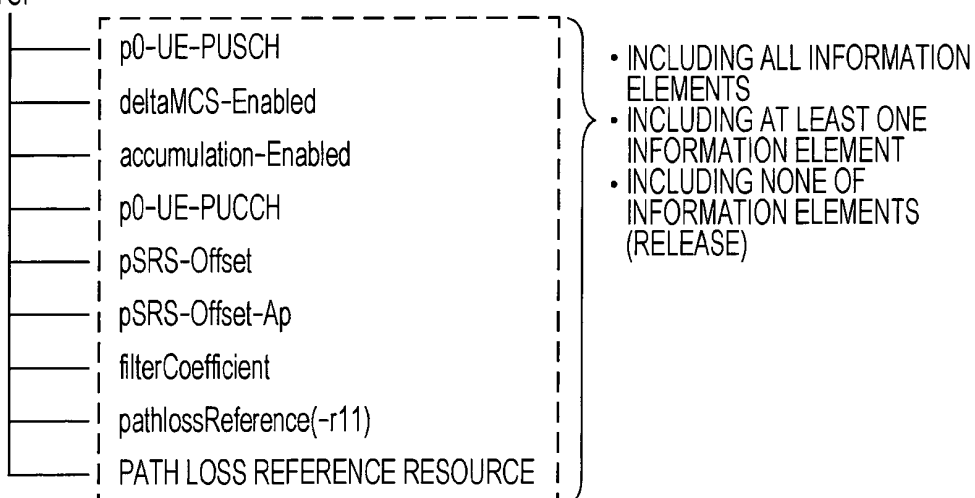 p0-UE-PUSCH
deltaMCS-Enabled
accumulation-Enabled
p0-UE-PUCCH
pSRS-Offset
pSRS-Offset-Ap
filterCoefficient
pathlossReference(-r11)
PATH LOSS REFERENCE RESOURCE
• INCLUDING ALL INFORMATION
ELEMENTS
• INCLUDING AT LEAST ONE
INFORMATION ELEMENT
• INCLUDING NONE OF
INFORMATION ELEMENTS
(RELEASE)